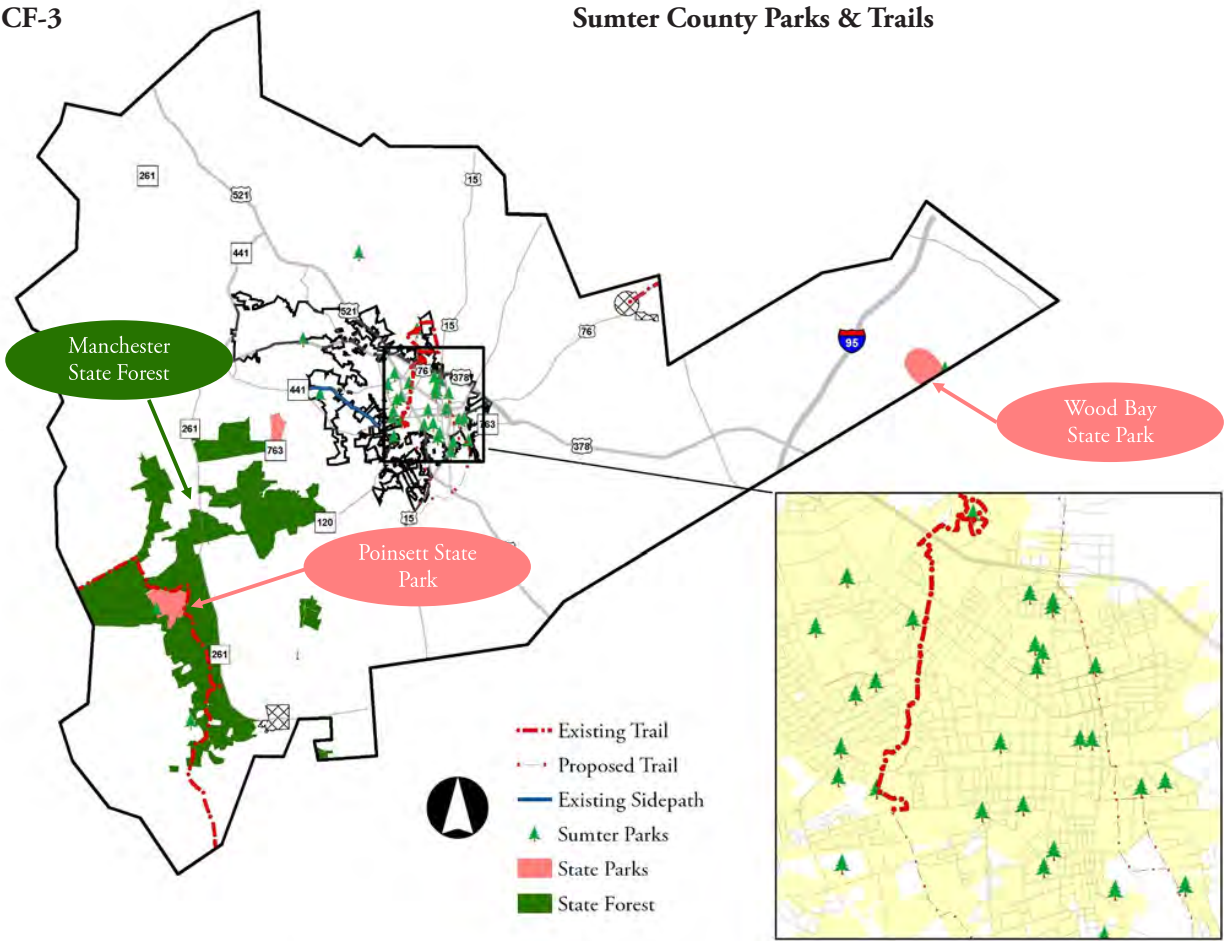 CF-3
Sumter County Parks & Trails
261
15
521
441
521
15
76
95
Manchester
State Forest
76
378
441
Wood Bay
State Park
261
763
763
378
120
15
Poinsett State
Park
261
Existing Trail
Proposed Trail
Existing Sidepath
Sumter Parks
State Parks
State Forest